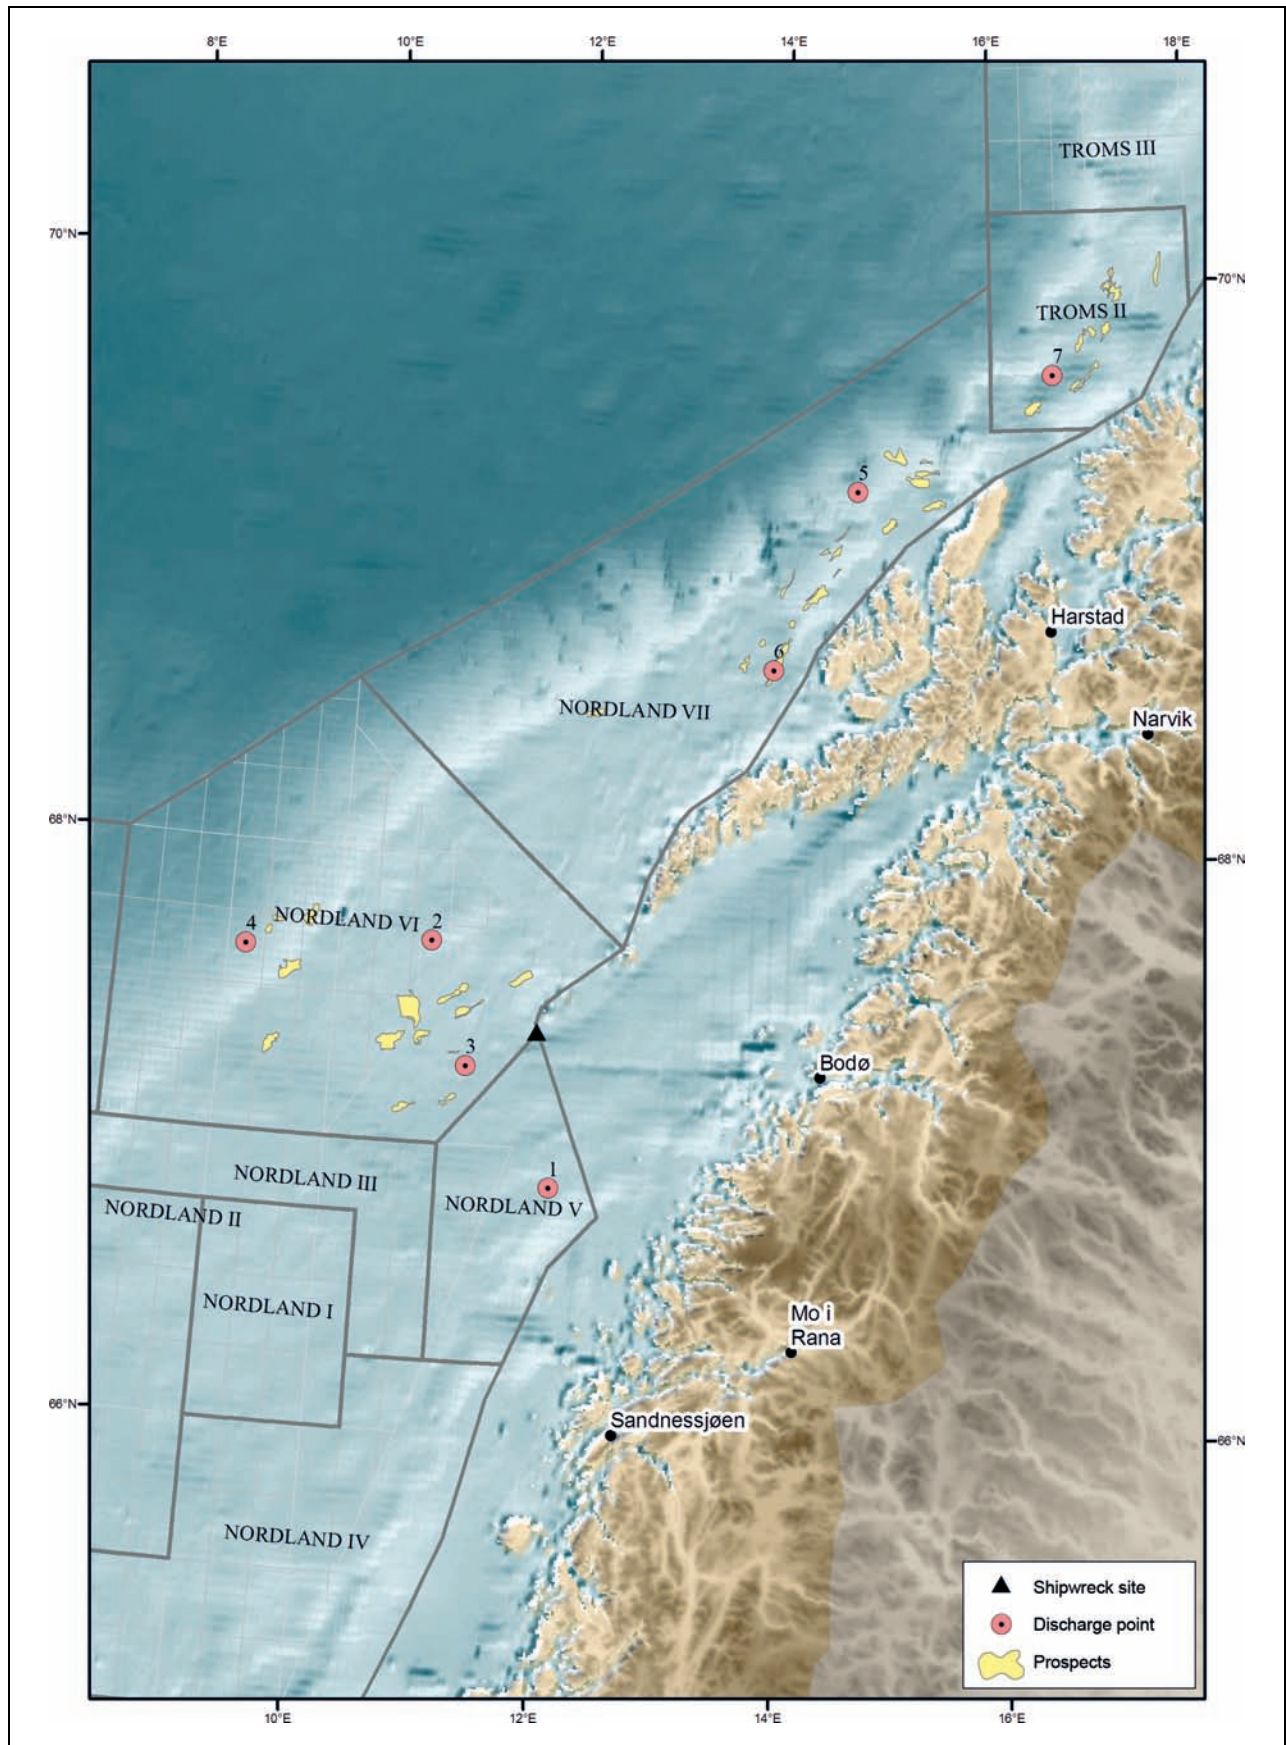 8°E 10°E 12°E 14°E 16°E 18°E
TROMS III
70°N
70°N
TROMS II
7
5
Harstad
6
NORDLAND VII
Narvik
68°N
68°N
4
NORDLAND VI
2
3
Bodø
1
NORDLAND III
NORDLAND V
NORDLAND II
NORDLAND I
Mo i
Rana
66°N
Sandnessjøen
66°N
NORDLAND IV
Shipwreck site
Discharge point
Prospects
10°E 12°E 14°E 16°E